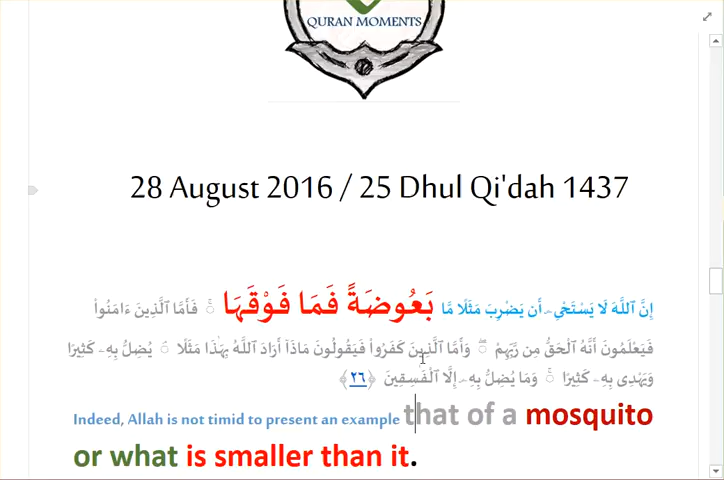 QURAN MOMENTS
28 August 2016 / 25 Dhul Qi'dah 1437
إِنَّ ٱللَّهَ لَا يَسْتَحْىِۦٓ أَن يَضْرِبَ مَثَلًا مَّا بَعُوضَةً فَمَا فَوْقَهَا ۚ فَأَمَّا ٱلَّذِينَ ءَامَنُوا۟
فَيَعْلَمُونَ أَنَّهُ ٱلْحَقُّ مِن رَّبِّهِمْ ۖ وَأَمَّا ٱلَّذِينَ كَفَرُوا۟ فَيَقُولُونَ مَاذَآ أَرَادَ ٱللَّهُ بِهَٰذَا مَثَلًا ۘ يُضِلُّ بِهِۦ كَثِيرًا
وَيَهْدِى بِهِۦ كَثِيرًا ۚ وَمَا يُضِلُّ بِهِۦٓ إِلَّا ٱلْفَٰسِقِينَ ﴿٢٦﴾
Indeed, Allah is not timid to present an example that of a mosquito
or what is smaller than it.